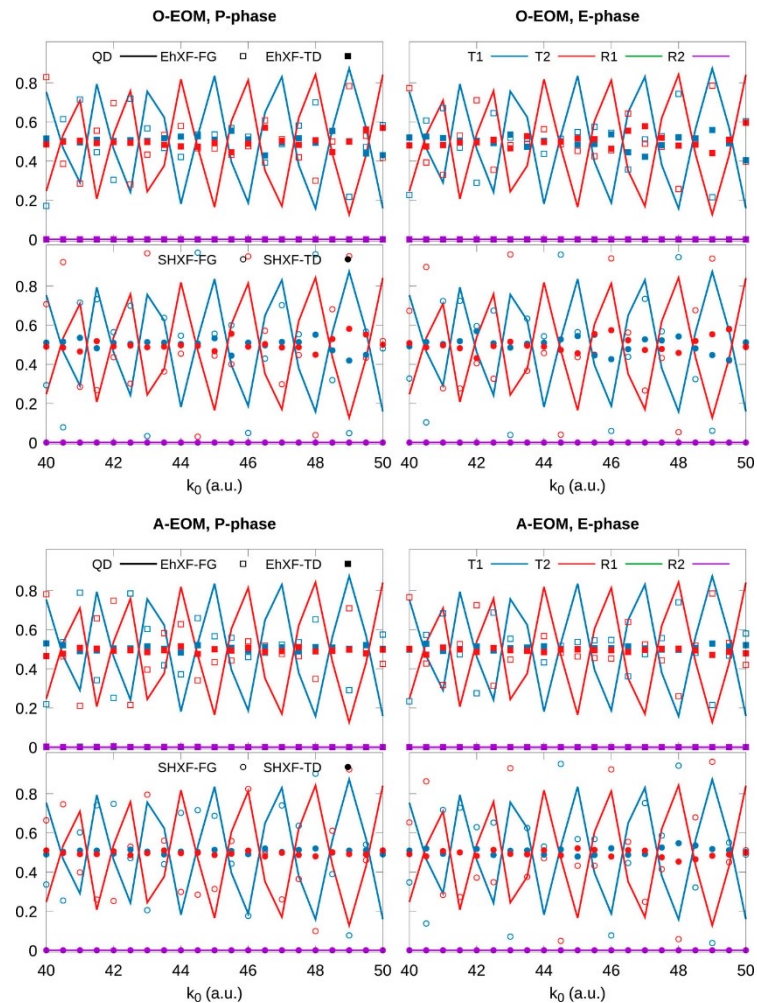 O-EOM, P-phase
O-EOM, E-phase
QD EhXF-FG EhXF-TD
T1 T2 R1 R2
0.8
0.6
0.4
0.2
0
SHXF-FG SHXF-TD
0.8
0.6
0.4
0.2
0
40 42 44 46 48 50
40 42 44 46 48 50
k0 (a.u.)
k0 (a.u.)
A-EOM, P-phase
A-EOM, E-phase
QD EhXF-FG EhXF-TD
T1 T2 R1 R2
0.8
0.6
0.4
0.2
0
SHXF-FG SHXF-TD
0.8
0.6
0.4
0.2
0
40 42 44 46 48 50
40 42 44 46 48 50
k0 (a.u.)
k0 (a.u.)